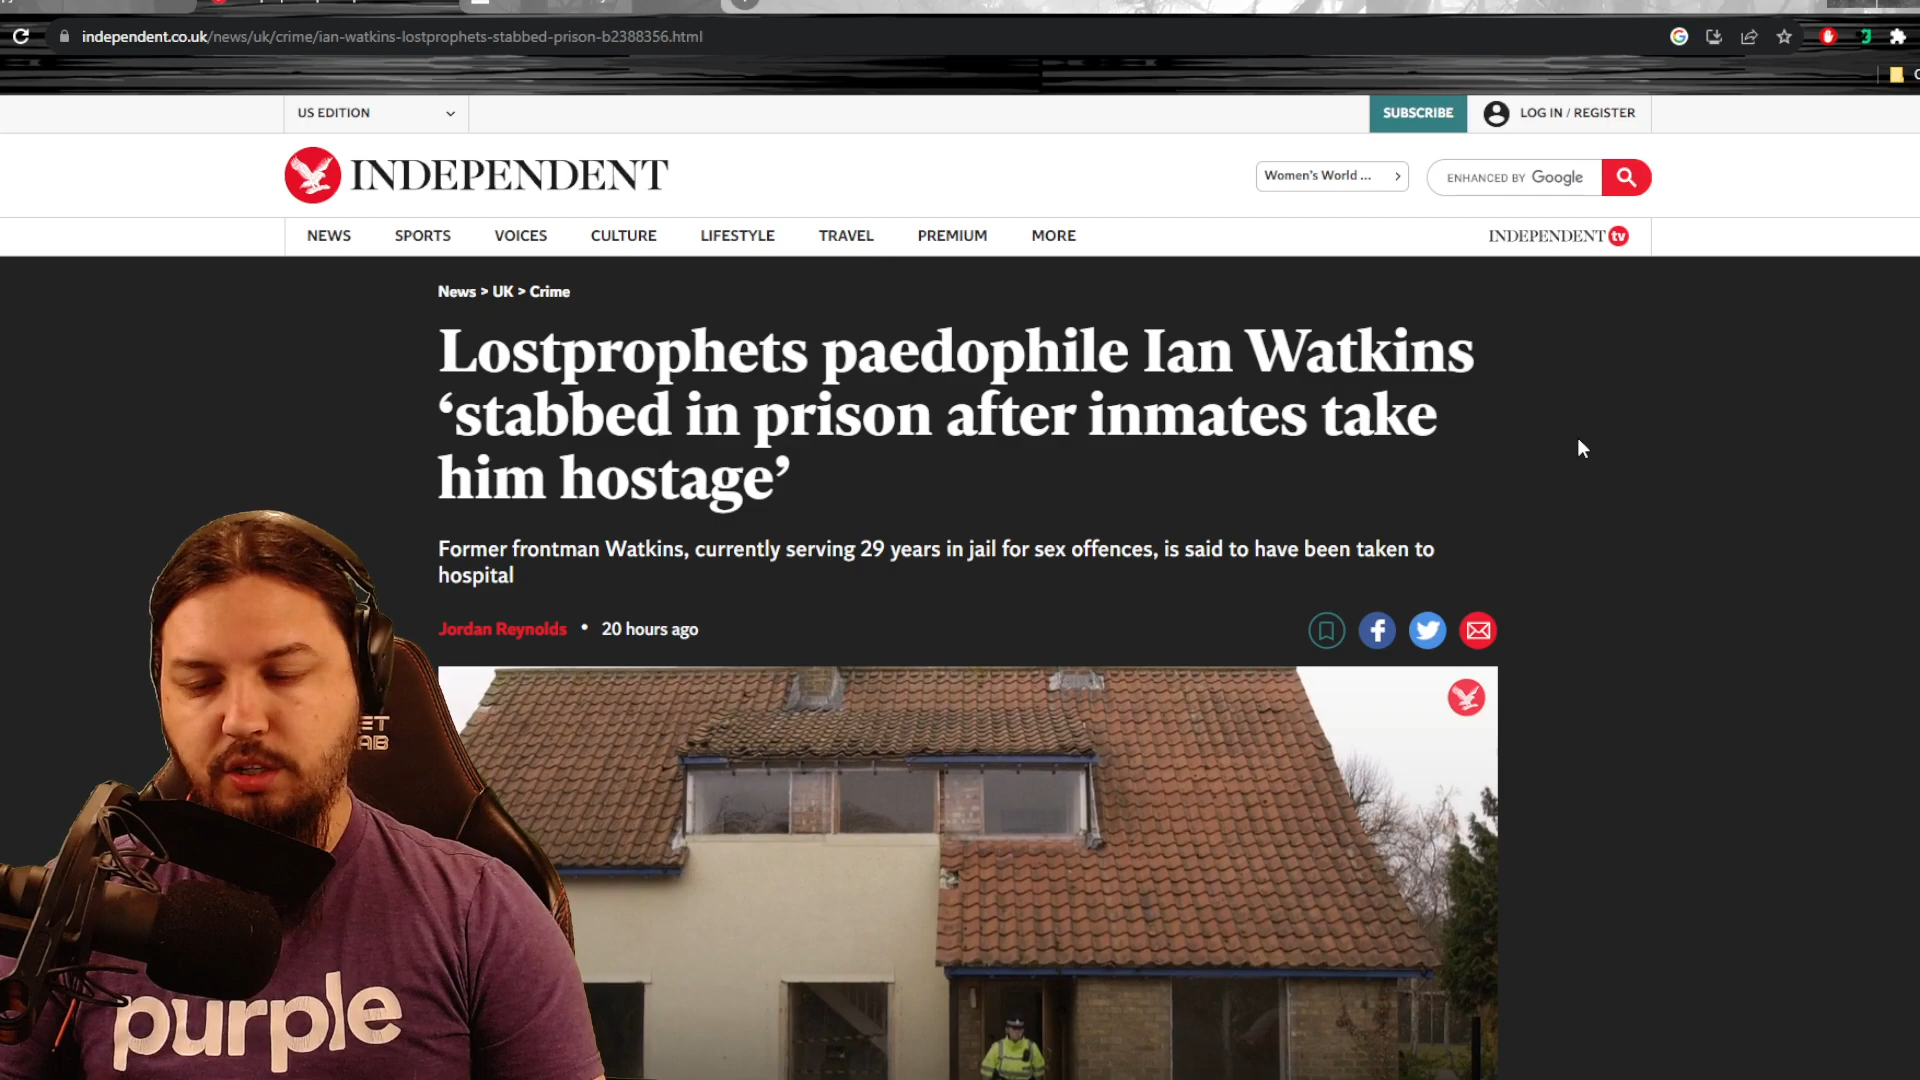 independent.co.uk/news/uk/crime/ian-watkins-lostprophets-stabbed-prison-b2388356.html
US EDITION
SUBSCRIBE
LOG IN / REGISTER
INDEPENDENT
Women's World ...
ENHANCED BY Google
NEWS
SPORTS
VOICES
CULTURE
LIFESTYLE
TRAVEL
PREMIUM
MORE
INDEPENDENT tv
News > UK > Crime
Lostprophets paedophile Ian Watkins
‘stabbed in prison after inmates take
him hostage’
Former frontman Watkins, currently serving 29 years in jail for sex offences, is said to have been taken to
hospital
Jordan Reynolds • 20 hours ago
purple